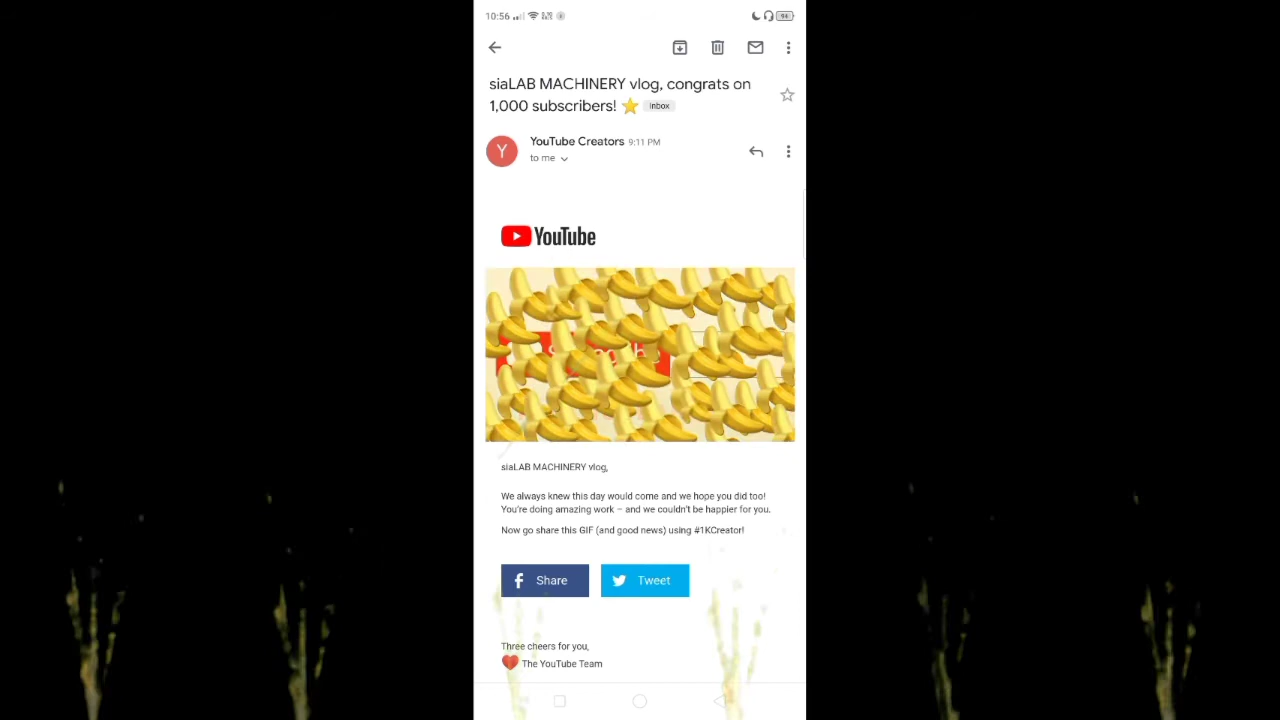 10:56
94
siaLAB MACHINERY vlog, congrats on
1,000 subscribers! ⭐ Inbox
Y
YouTube Creators 9:11 PM
to me
YouTube
siaLAB MACHINERY vlog,
We always knew this day would come and we hope you did too!
You're doing amazing work – and we couldn't be happier for you.
Now go share this GIF (and good news) using #1KCreator!
Share
Tweet
Three cheers for you,
The YouTube Team